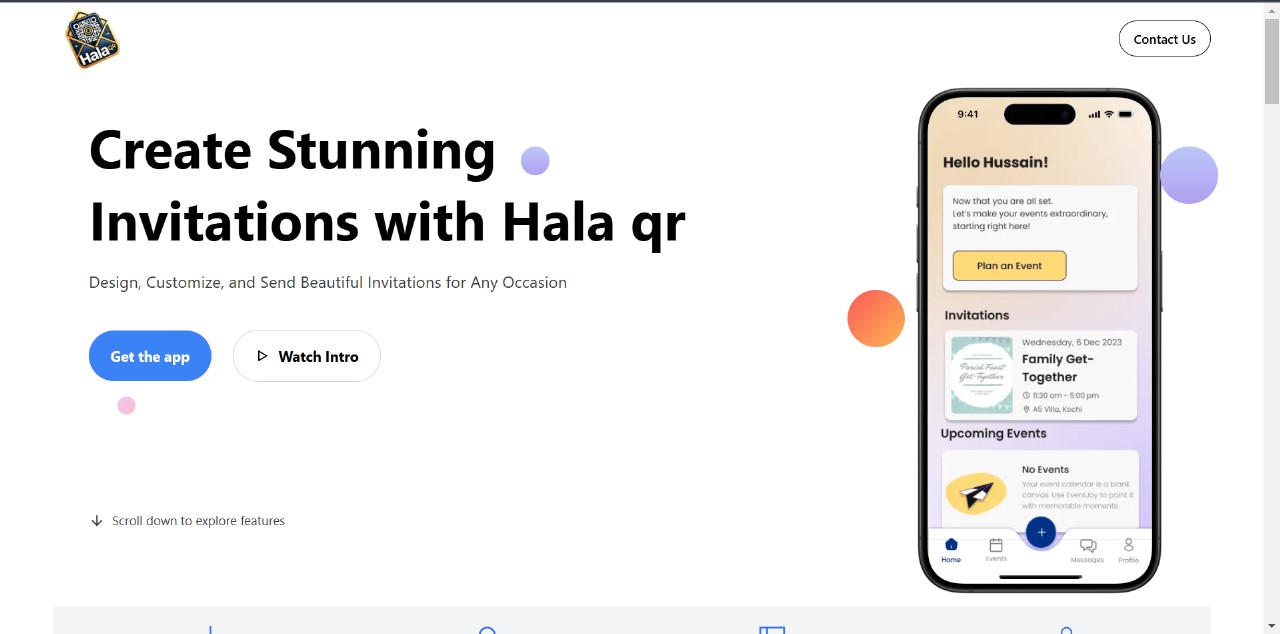 Hala QR
Contact Us
Create Stunning
Invitations with Hala qr
Design, Customize, and Send Beautiful Invitations for Any Occasion
Get the app
Watch Intro
Scroll down to explore features
9:41
Hello Hussain!
Now that you are all set.
Let's make your events extraordinary,
starting right here!
Plan an Event
Invitations
Parish Feast
Get-Together
Wednesday, 6 Dec 2023
Family Get-
Together
11:30 am - 5:00 pm
A5 Villa, Kochi
Upcoming Events
No Events
Your event calendar is a blank
canvas. Use EventJoy to paint it
with memorable moments.
Home
Events
Messages
Profile